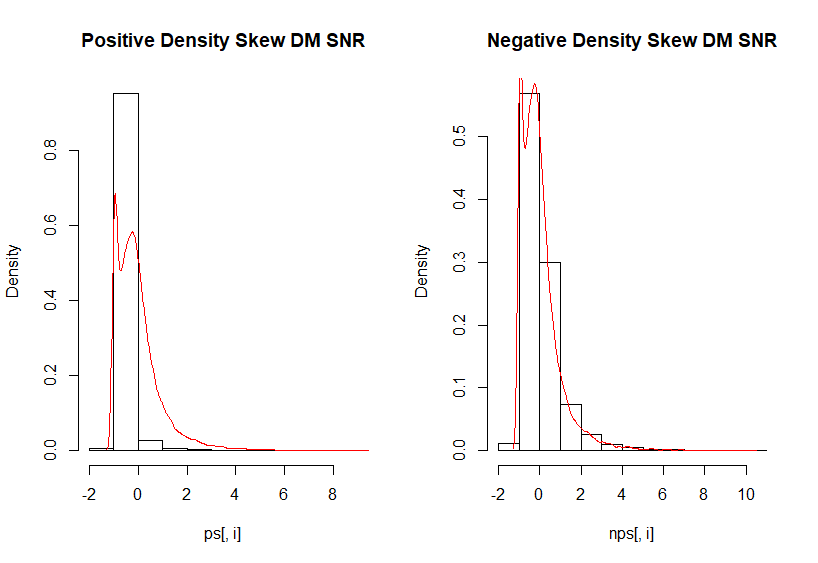 Positive Density Skew DM SNR
Density
0.0 0.2 0.4 0.6 0.8
-2 0 2 4 6 8
ps[, i]
Negative Density Skew DM SNR
Density
0.0 0.1 0.2 0.3 0.4 0.5
-2 0 2 4 6 8 10
nps[, i]